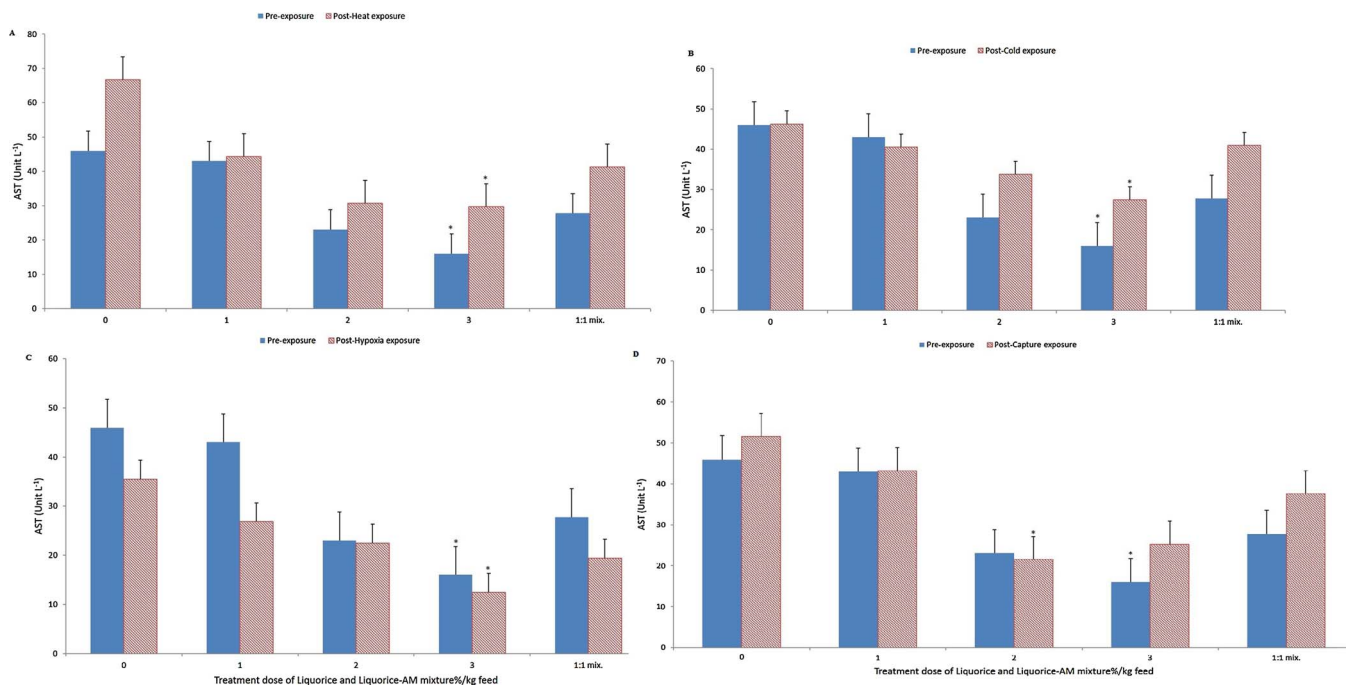 Pre-exposure Post-Heat exposure
A
80
70
60
50
40
30
20
10
0
AST (Unit L-1)
* *
0 1 2 3 1:1 mix.
Pre-exposure Post-Cold exposure
B
60
50
40
30
20
10
0
AST (Unit L-1)
* *
0 1 2 3 1:1 mix.
Pre-exposure Post-Hypoxia exposure
C
60
50
40
30
20
10
0
AST (Unit L-1)
* *
0 1 2 3 1:1 mix.
Treatment dose of Liquorice and Liquorice-AM mixture%/kg feed
Pre-exposure Post-Capture exposure
D
70
60
50
40
30
20
10
0
AST (Unit L-1)
* *
0 1 2 3 1:1 mix.
Treatment dose of Liquorice and Liquorice-AM mixture%/kg feed